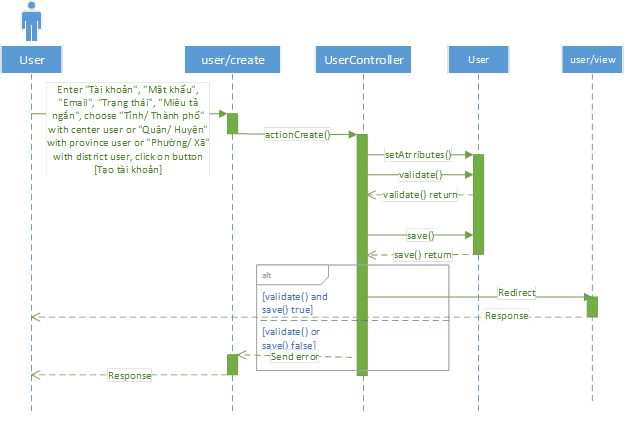 User
user/create
UserController
User
user/view
Enter "Tài khoản", "Mật khẩu",
"Email", "Trạng thái", "Miêu tả
ngắn", choose "Tỉnh/ Thành phố"
with center user or "Quận/ Huyện"
with province user or "Phường/ Xã"
with district user, click on button
[Tạo tài khoản]
actionCreate()
setAtrributes()
validate()
validate() return
save()
save() return
alt
[validate() and
save() true]
Redirect
Response
[validate() or
save() false]
Send error
Response